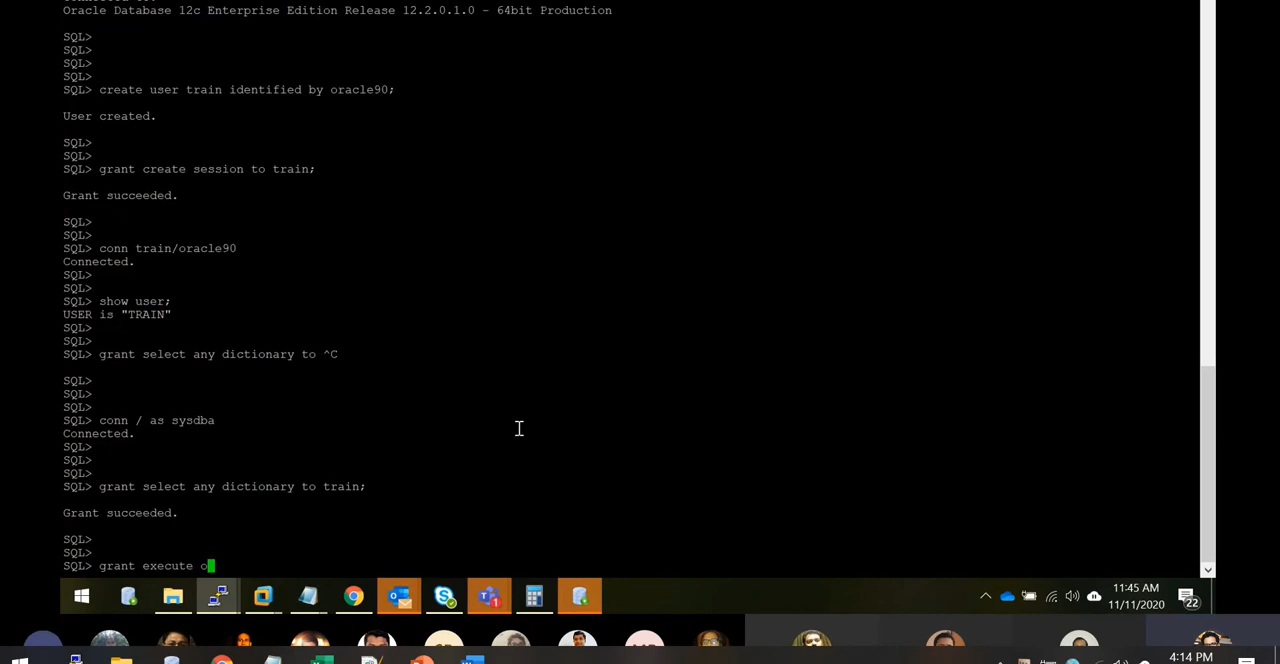 Oracle Database 12c Enterprise Edition Release 12.2.0.1.0 - 64bit Production
SQL>
SQL>
SQL>
SQL>
SQL> create user train identified by oracle90;
User created.
SQL>
SQL>
SQL> grant create session to train;
Grant succeeded.
SQL>
SQL>
SQL> conn train/oracle90
Connected.
SQL>
SQL>
SQL> show user;
USER is "TRAIN"
SQL>
SQL>
SQL> grant select any dictionary to ^C
SQL>
SQL>
SQL>
SQL> conn / as sysdba
Connected.
SQL>
SQL>
SQL>
SQL> grant select any dictionary to train;
Grant succeeded.
SQL>
SQL>
SQL> grant execute o
1
11:45 AM
11/11/2020
22
4:14 PM